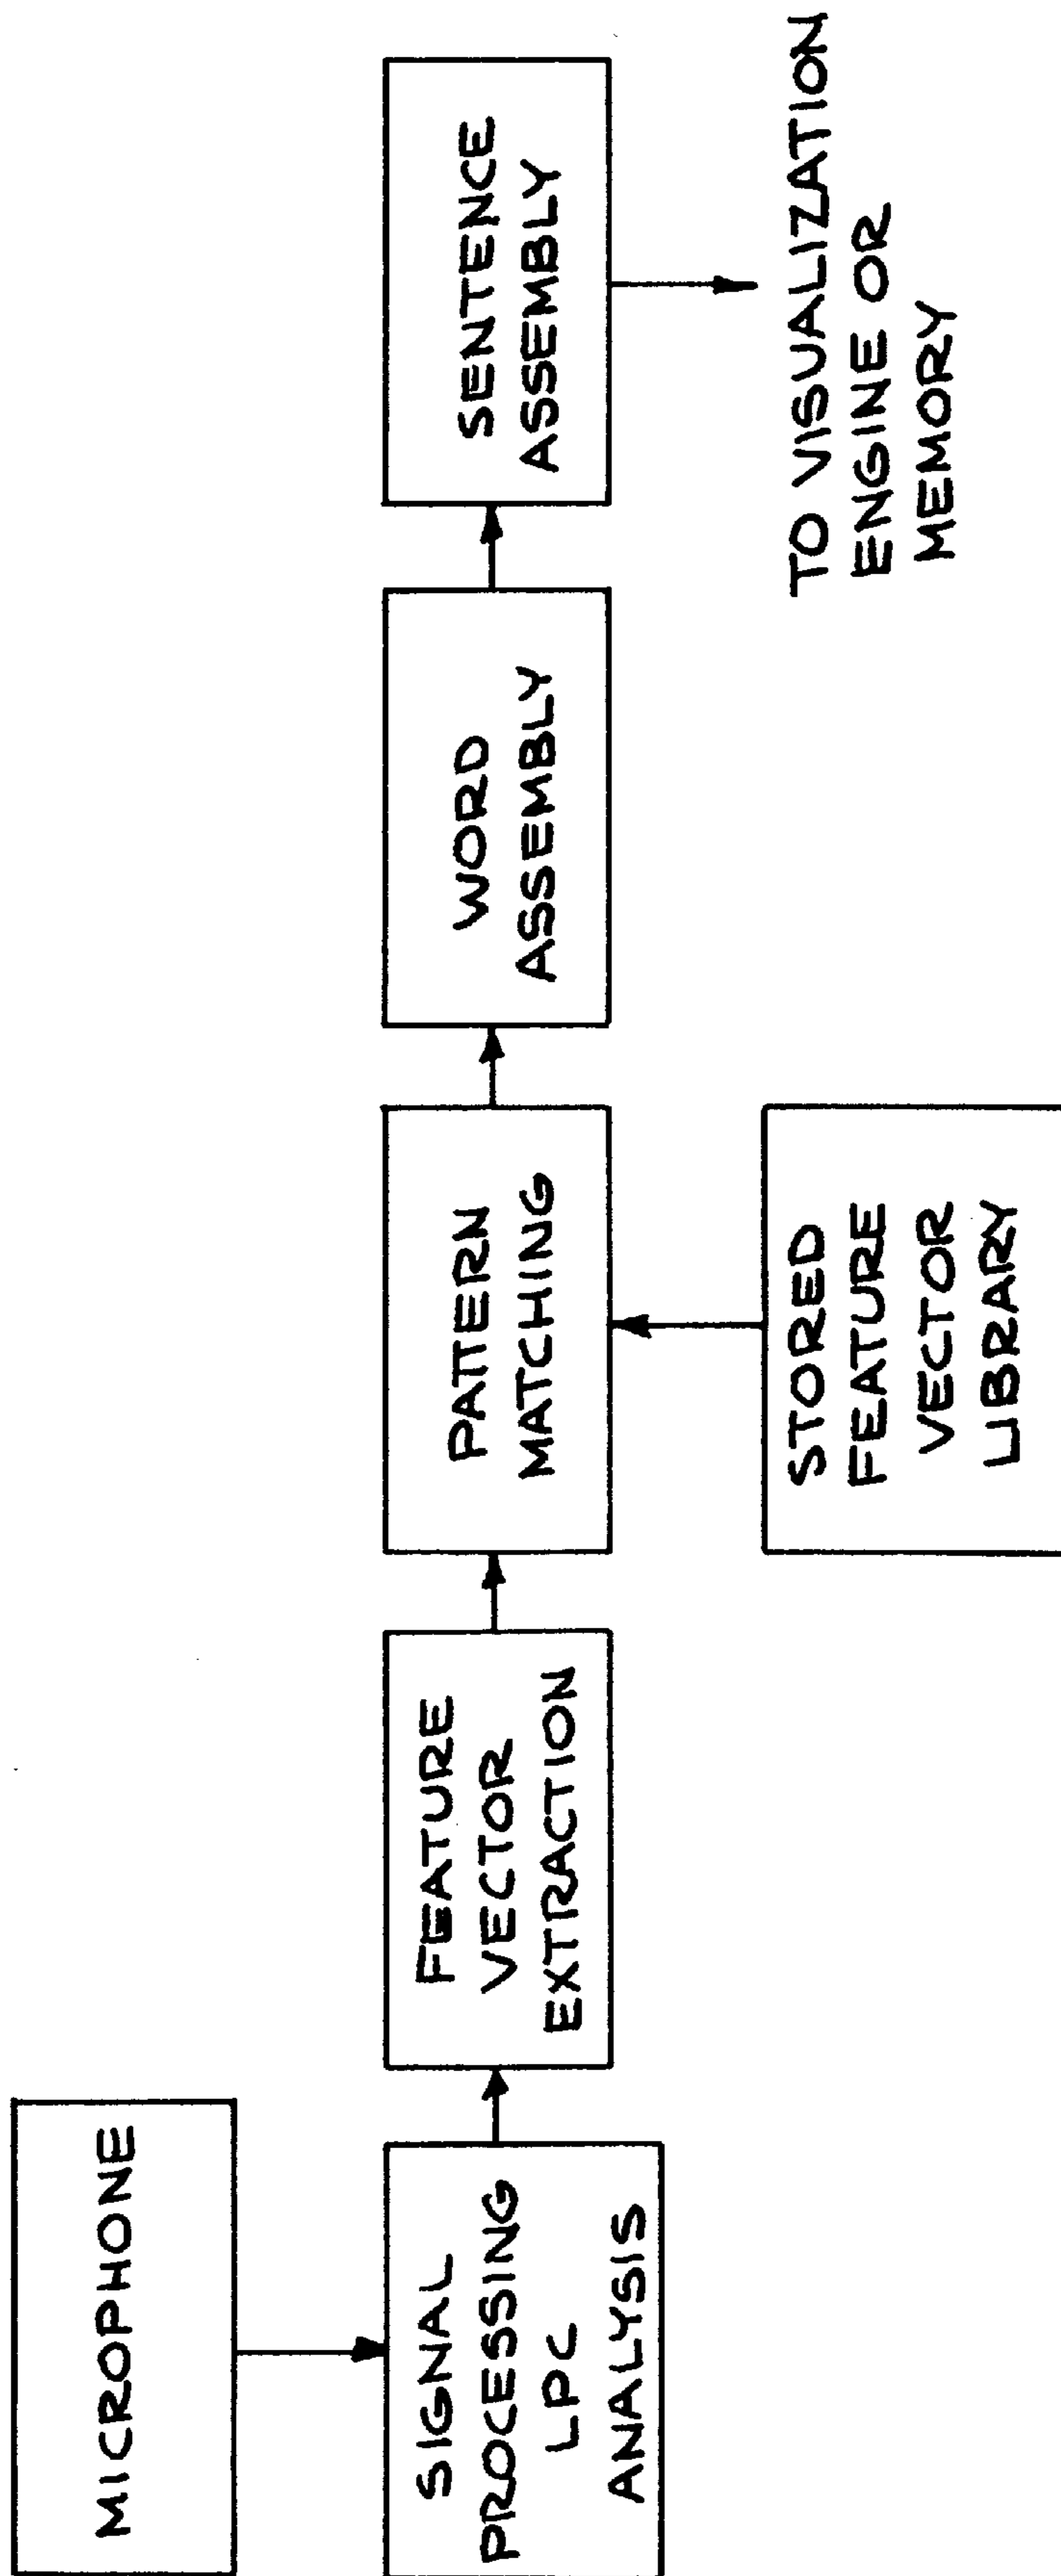 MICROPHONE
SIGNAL
PROCESSING
LPC
ANALYSIS
FEATURE
VECTOR
EXTRACTION
PATTERN
MATCHING
STORED
FEATURE
VECTOR
LIBRARY
WORD
ASSEMBLY
SENTENCE
ASSEMBLY
TO VISUALIZATION
ENGINE OR
MEMORY